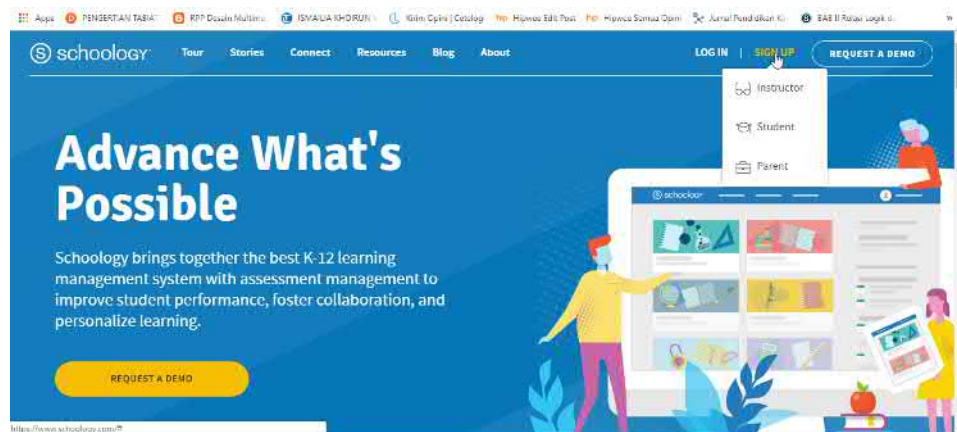 Apps PENGERTIAN TABIA' RPP Desain Multime ISMAILIA KHOIRUN Kirim Opini | Catalog Hipwee Edit Post Hipwee Semua Opini Jurnal Pendidikan BAB II Relasi Logik
schoology Tour Stories Connect Resources Blog About LOG IN | SIGN UP REQUEST A DEMO
Instructor
Student
Parent
Advance What's
Possible
schoology
Schoology brings together the best K-12 learning
management system with assessment management to
improve student performance, foster collaboration, and
personalize learning.
REQUEST A DEMO
https://www.schoology.com/#